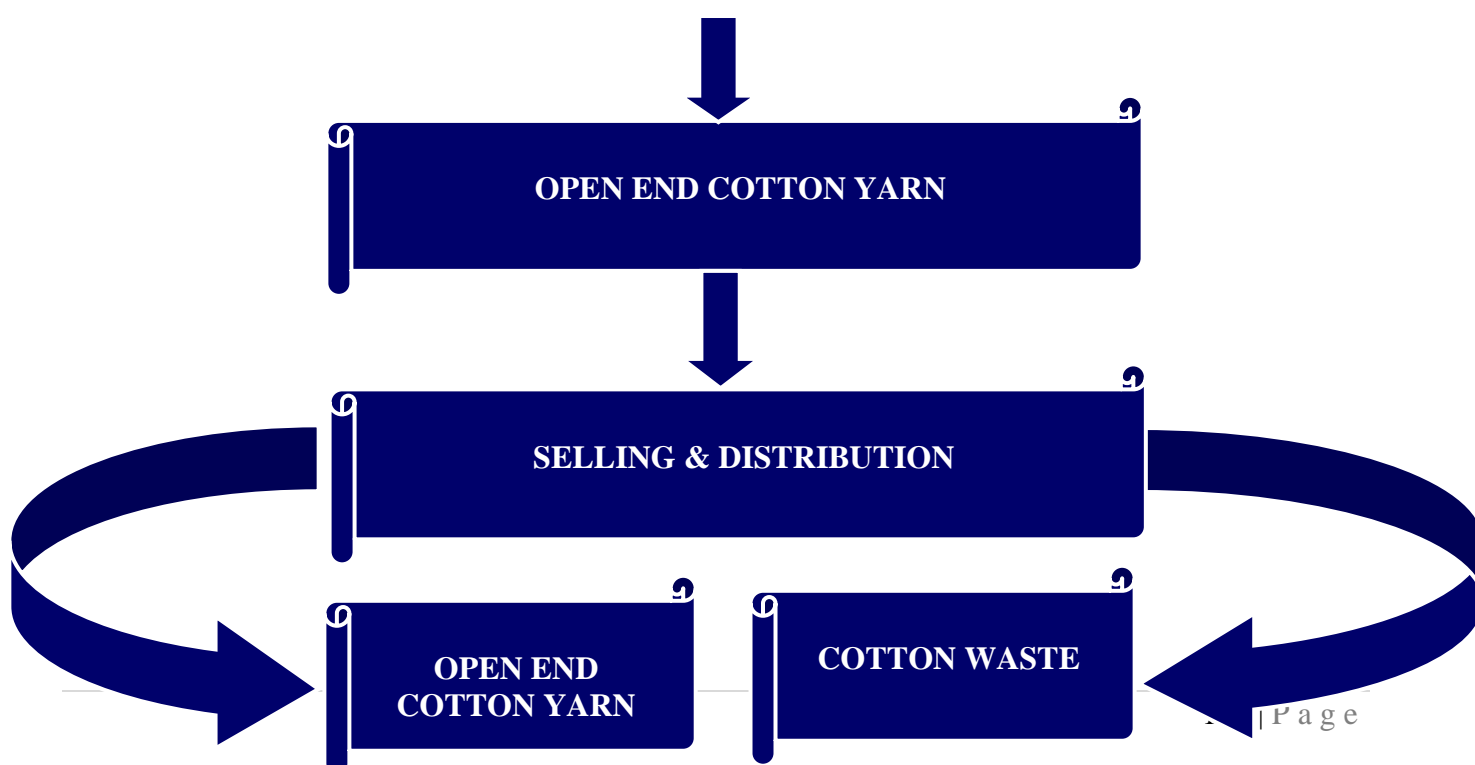 OPEN END COTTON YARN
SELLING & DISTRIBUTION
OPEN END
COTTON YARN
COTTON WASTE
| P a g e